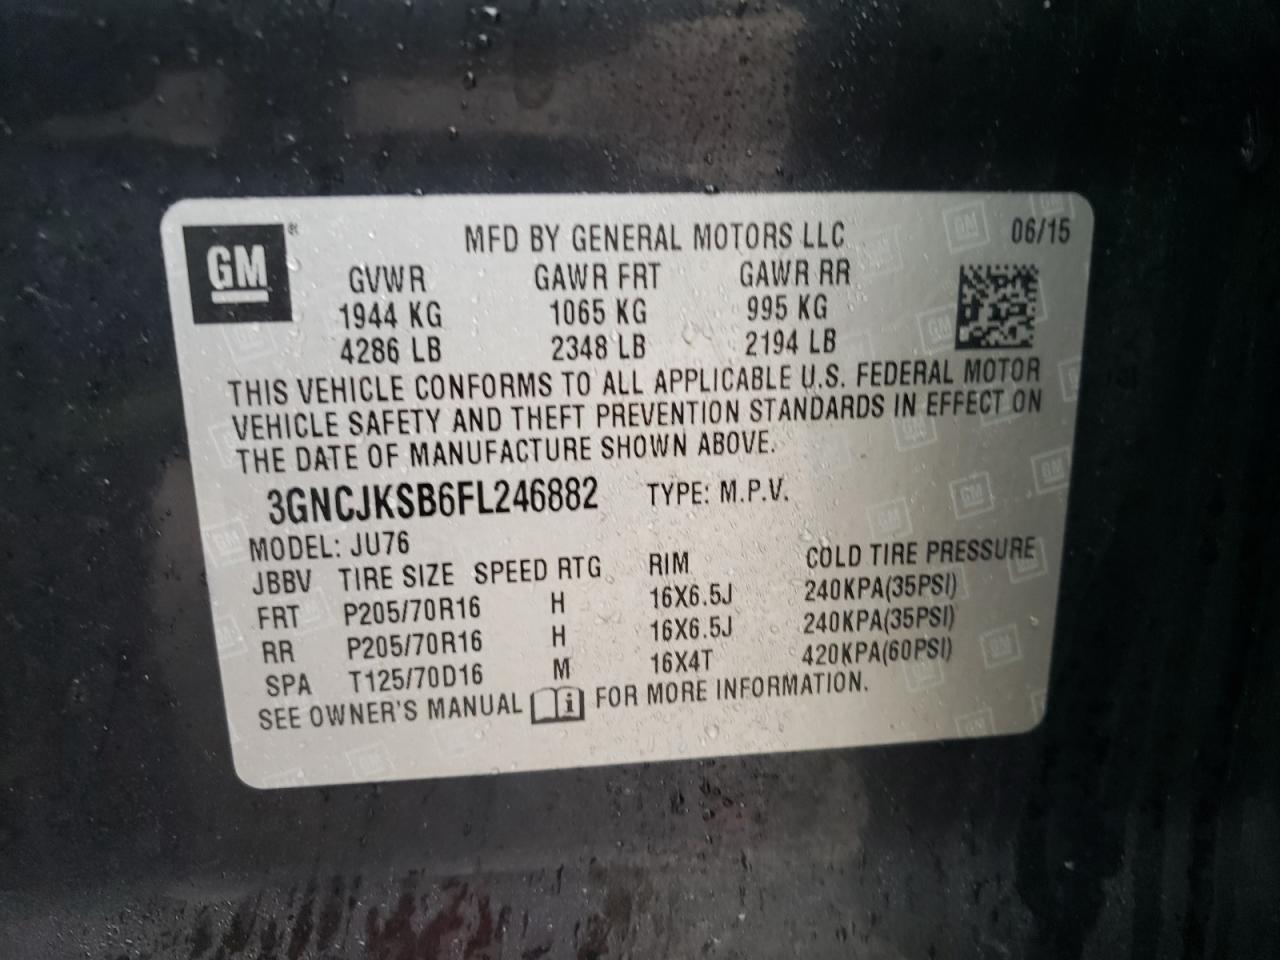 GM ®
MFD BY GENERAL MOTORS LLC 06/15
GVWR GAWR FRT GAWR RR
1944 KG 1065 KG 995 KG
4286 LB 2348 LB 2194 LB
THIS VEHICLE CONFORMS TO ALL APPLICABLE U.S. FEDERAL MOTOR
VEHICLE SAFETY AND THEFT PREVENTION STANDARDS IN EFFECT ON
THE DATE OF MANUFACTURE SHOWN ABOVE.
3GNCJKSB6FL246882 TYPE: M.P.V.
MODEL: JU76
JBBV TIRE SIZE SPEED RTG RIM COLD TIRE PRESSURE
FRT P205/70R16 H 16X6.5J 240KPA(35PSI)
RR P205/70R16 H 16X6.5J 240KPA(35PSI)
SPA T125/70D16 M 16X4T 420KPA(60PSI)
SEE OWNER'S MANUAL i FOR MORE INFORMATION.